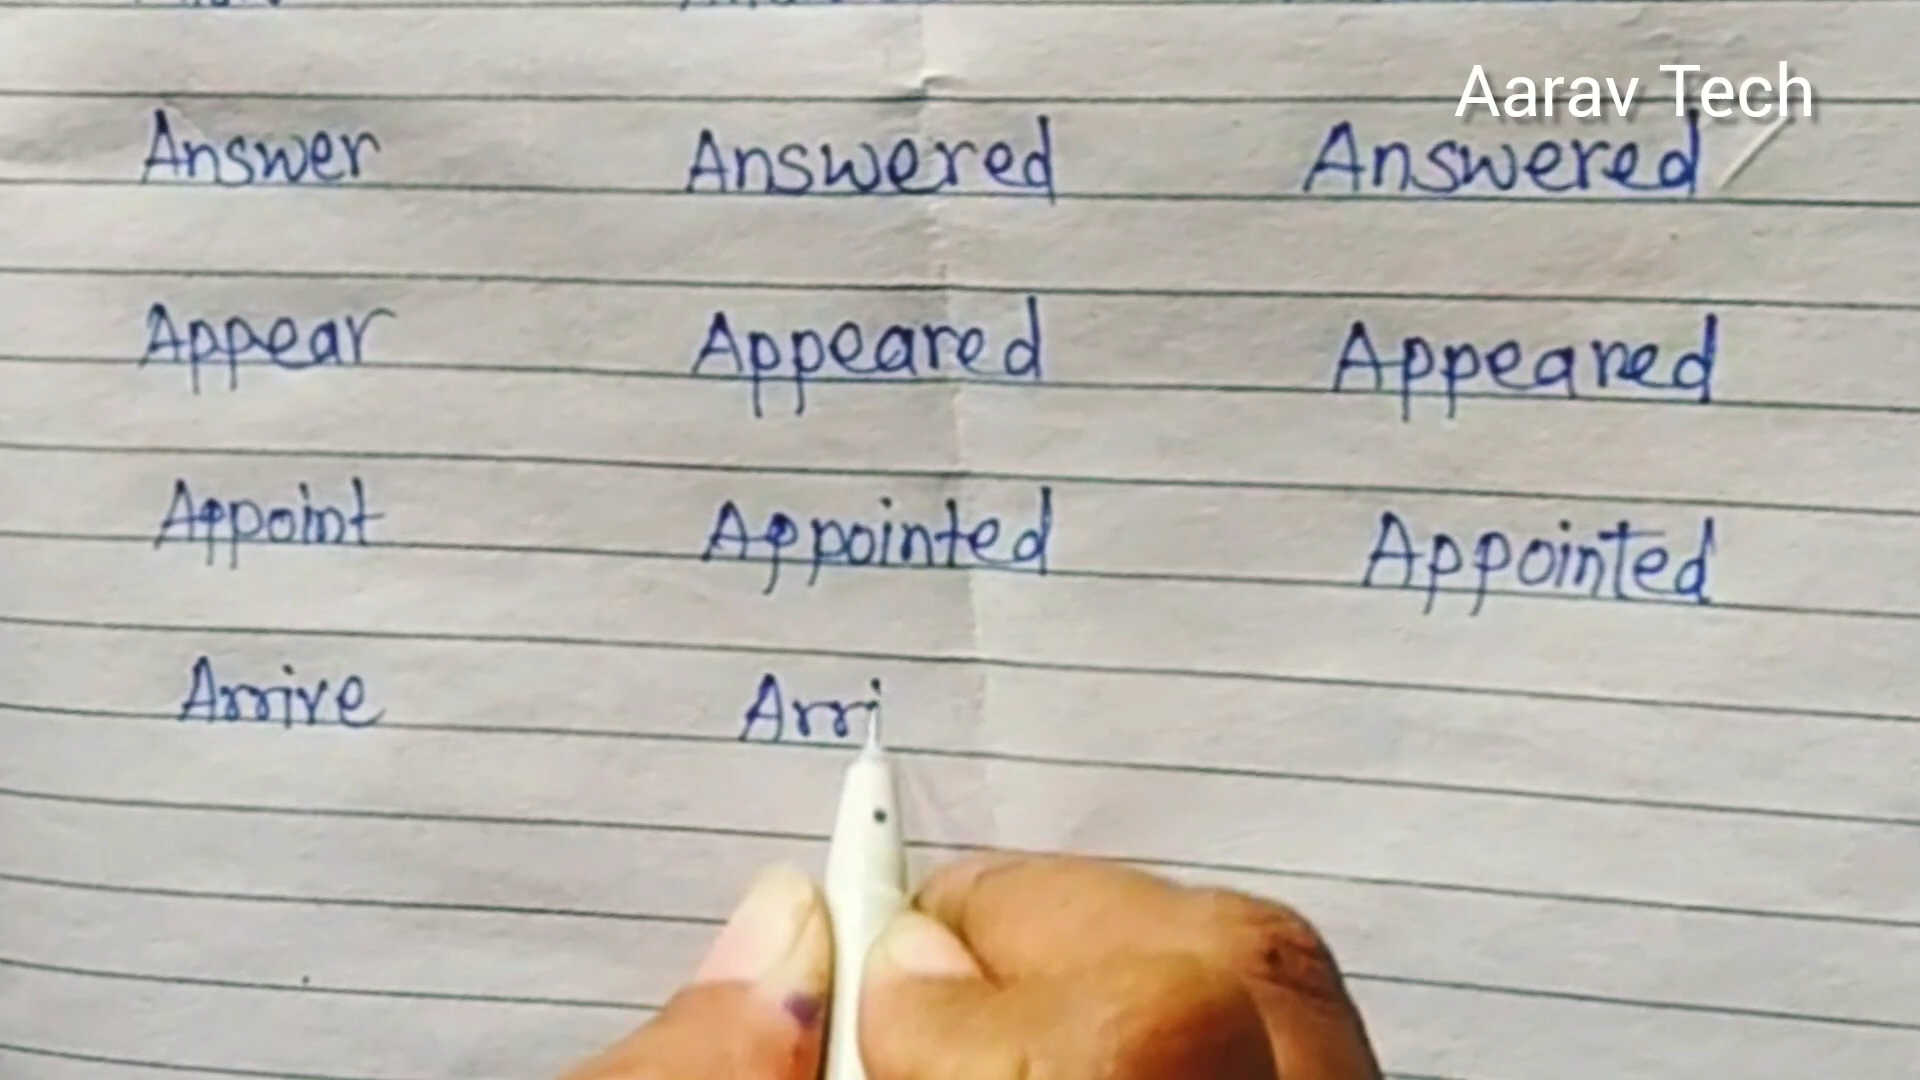 Aarav Tech
Answer Answered Answered
Appear Appeared Appeared
Appoint Appointed Appointed
Arrive Arri